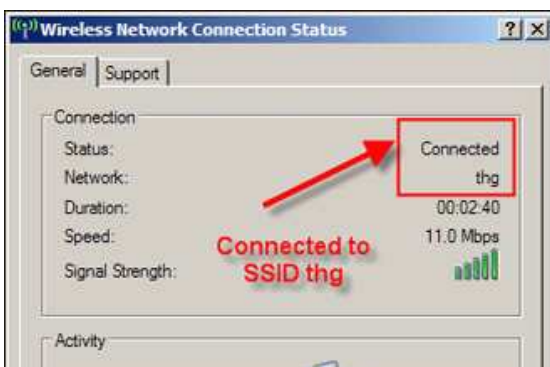 Wireless Network Connection Status
General Support
Connection
Status: Connected
Network: thg
Duration: 00:02:40
Speed: 11.0 Mbps
Signal Strength:
Connected to
SSID thg
Activity